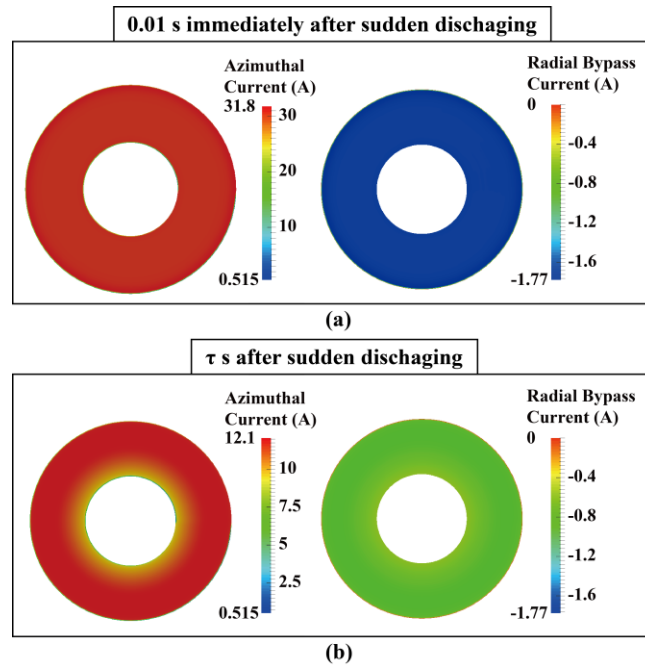 0.01 s immediately after sudden dischaging
Azimuthal
Current (A)
31.8
30
20
10
0.515
Radial Bypass
Current (A)
0
-0.4
-0.8
-1.2
-1.6
-1.77
(a)
τ s after sudden dischaging
Azimuthal
Current (A)
12.1
10
7.5
5
2.5
0.515
Radial Bypass
Current (A)
0
-0.4
-0.8
-1.2
-1.6
-1.77
(b)